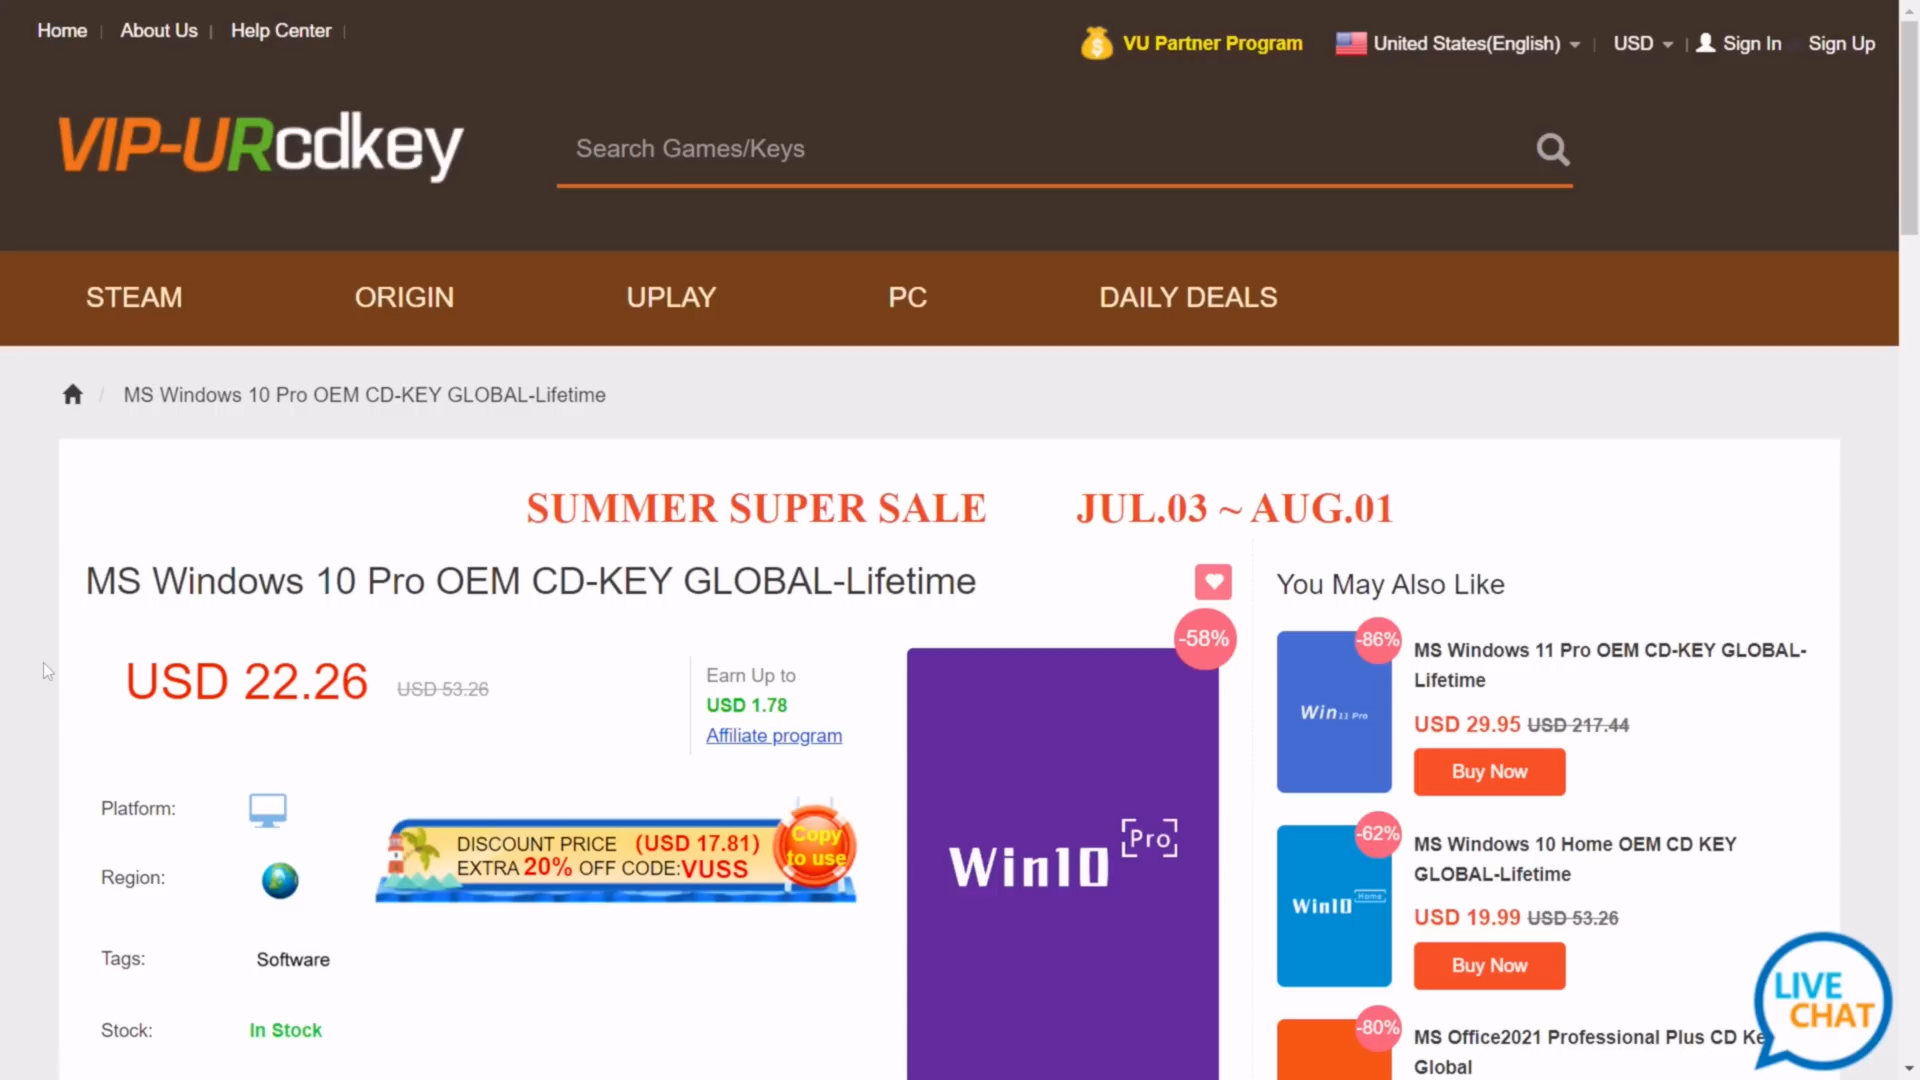 Home | About Us | Help Center |
VU Partner Program United States(English) | USD | Sign In Sign Up
VIP-URcdkey
Search Games/Keys
STEAM ORIGIN UPLAY PC DAILY DEALS
/ MS Windows 10 Pro OEM CD-KEY GLOBAL-Lifetime
SUMMER SUPER SALE JUL.03 ~ AUG.01
MS Windows 10 Pro OEM CD-KEY GLOBAL-Lifetime
USD 22.26 USD 53.26
Earn Up to
USD 1.78
Affiliate program
Platform:
DISCOUNT PRICE (USD 17.81)
EXTRA 20% OFF CODE:VUSS
Copy
to use
Region:
Tags: Software
Stock: In Stock
-58%
Win10 [Pro]
You May Also Like
-86%
Win11 Pro
MS Windows 11 Pro OEM CD-KEY GLOBAL-
Lifetime
USD 29.95 USD 217.44
Buy Now
-62%
Win10 Home
MS Windows 10 Home OEM CD KEY
GLOBAL-Lifetime
USD 19.99 USD 53.26
Buy Now
-80%
MS Office2021 Professional Plus CD Ke
Global
LIVE
CHAT